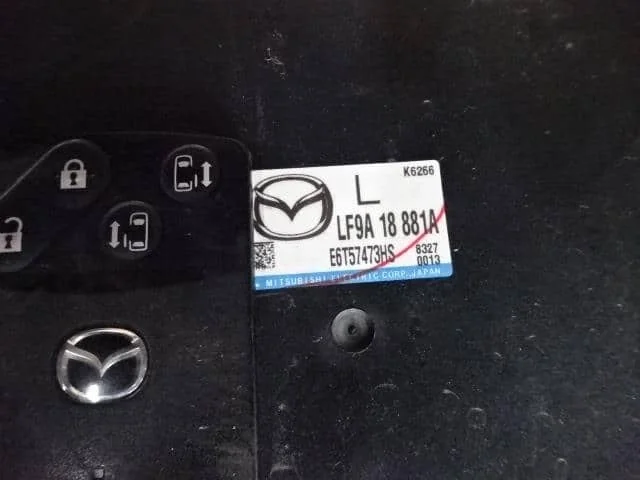 K6266
L
LF9A 18 881A
E6T57473HS 8327
0013
MITSUBISHI ELECTRIC CORP. JAPAN